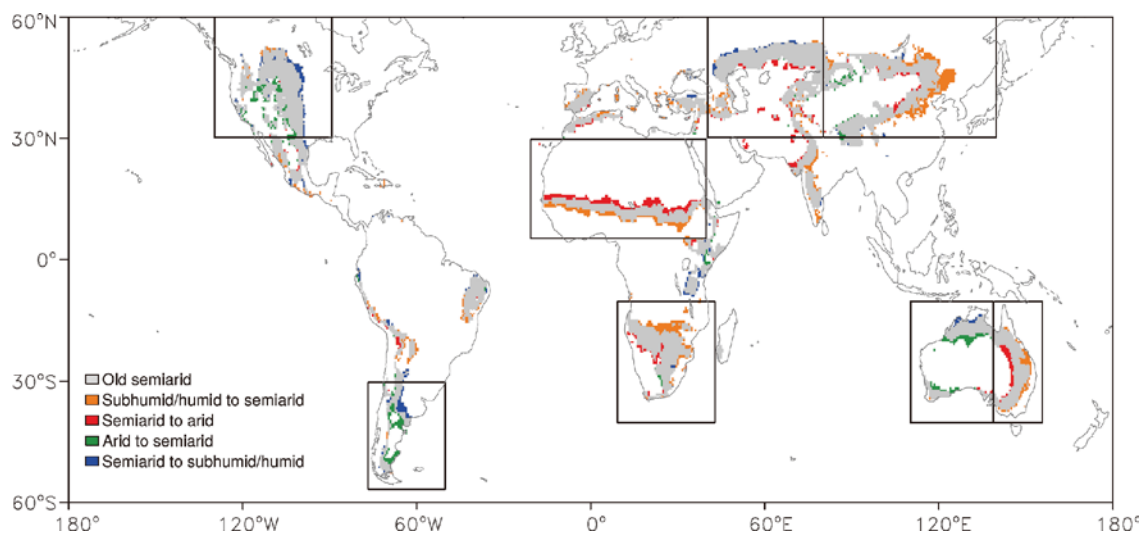 60°N
30°N
0°
30°S
60°S
Old semiarid
Subhumid/humid to semiarid
Semiarid to arid
Arid to semiarid
Semiarid to subhumid/humid
180° 120°W 60°W 0° 60°E 120°E 180°